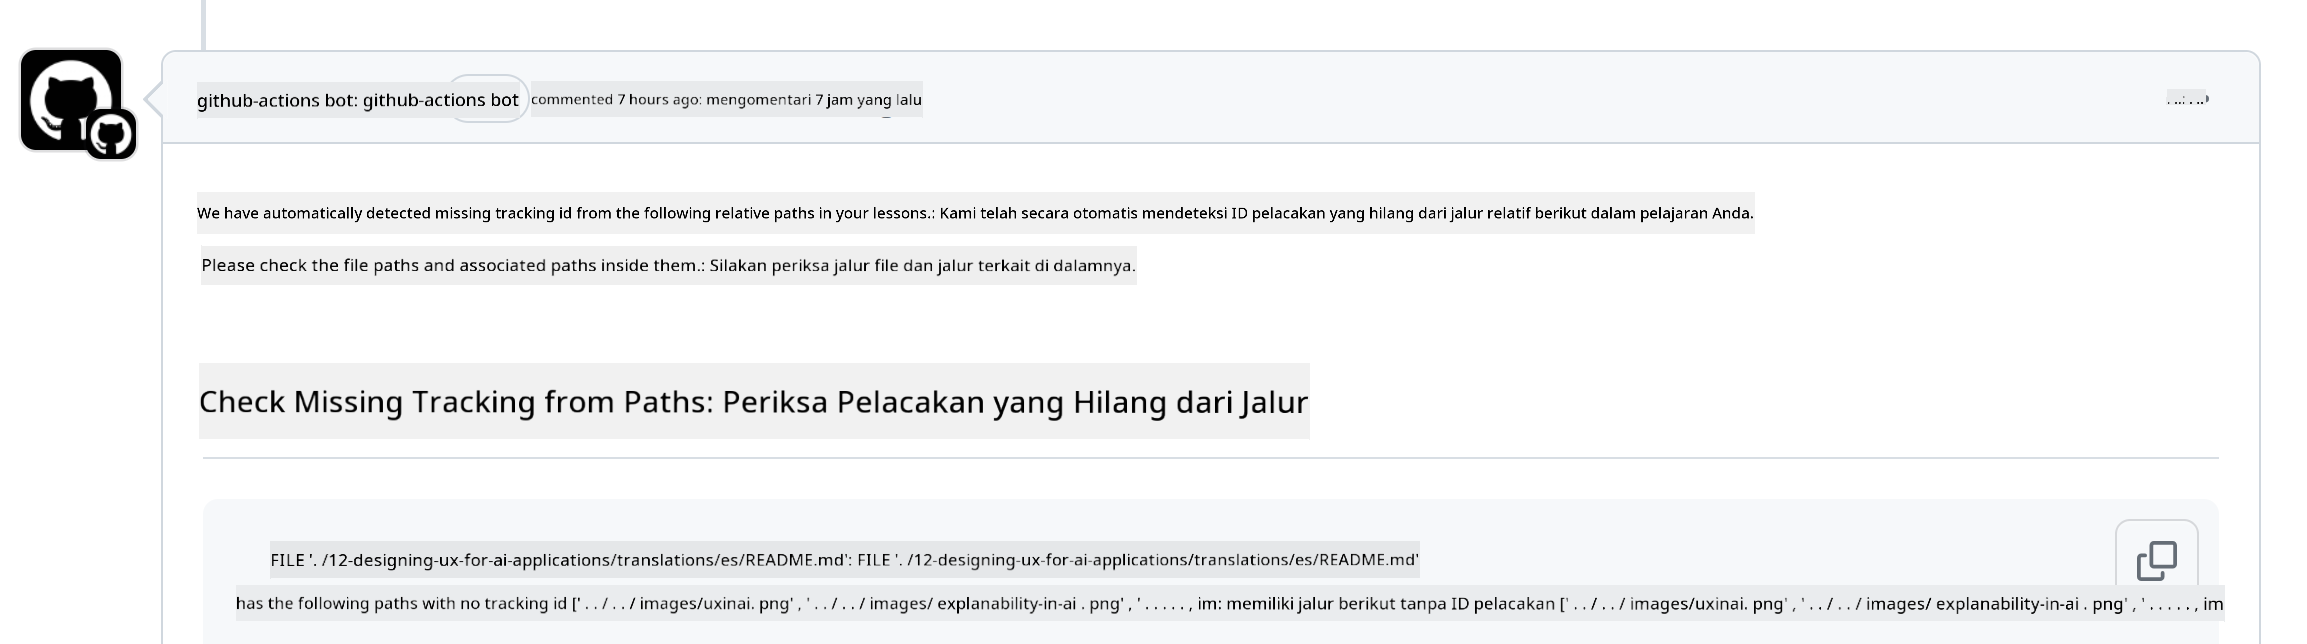 github-actions bot: github-actions bot commented 7 hours ago: mengomentari 7 jam yang lalu
We have automatically detected missing tracking id from the following relative paths in your lessons.: Kami telah secara otomatis mendeteksi ID pelacakan yang hilang dari jalur relatif berikut dalam pelajaran Anda.
Please check the file paths and associated paths inside them.: Silakan periksa jalur file dan jalur terkait di dalamnya.
Check Missing Tracking from Paths: Periksa Pelacakan yang Hilang dari Jalur
FILE '. /12-designing-ux-for-ai-applications/translations/es/README.md': FILE '. /12-designing-ux-for-ai-applications/translations/es/README.md'
has the following paths with no tracking id [' . . / . . / images/uxinai. png' , ' . . / . . / images/ explanability-in-ai . png' , ' . . . . . , im: memiliki jalur berikut tanpa ID pelacakan [' . . / . . / images/uxinai. png' , ' . . / . . / images/ explanability-in-ai . png' , ' . . . . . , im